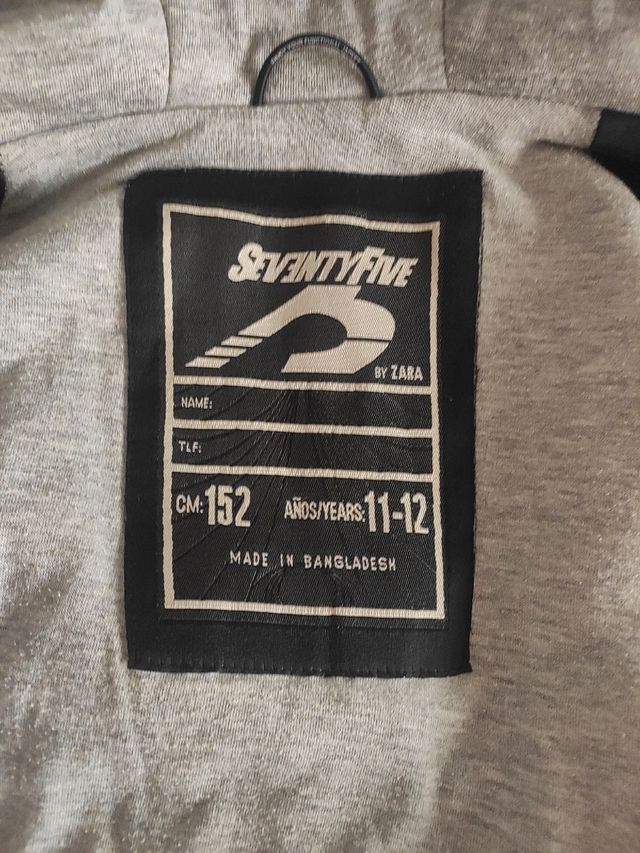 SEVENTYFIVE
BY ZARA
NAME:
TLF:
CM: 152 AÑOS/YEARS: 11-12
MADE IN BANGLADESH